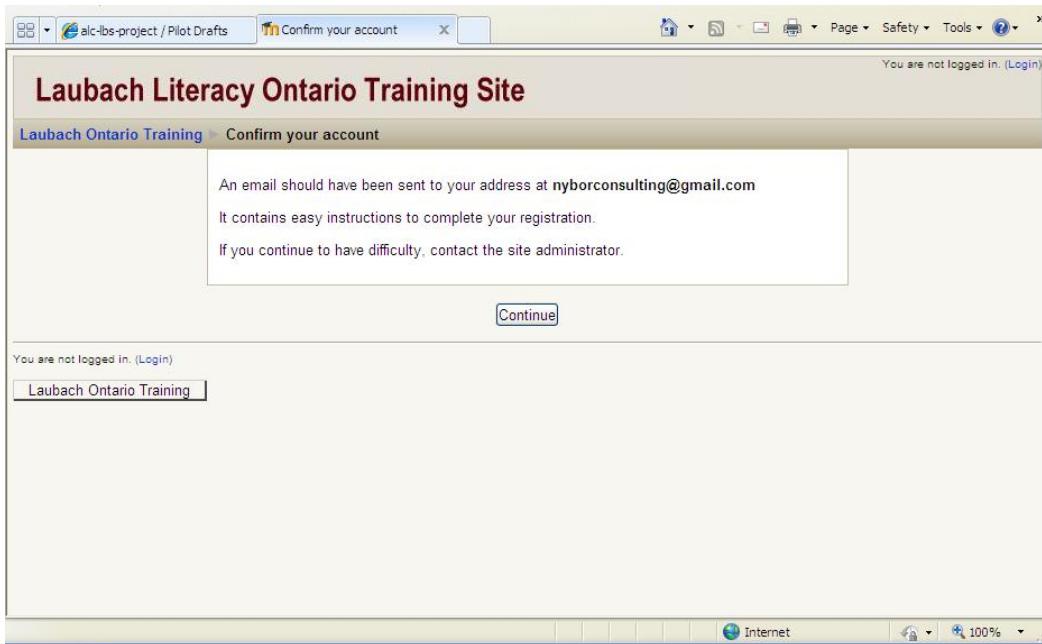 alc-lbs-project / Pilot Drafts Confirm your account X Page Safety Tools
You are not logged in. (Login)
Laubach Literacy Ontario Training Site
Laubach Ontario Training ► Confirm your account
An email should have been sent to your address at nyborconsulting@gmail.com
It contains easy instructions to complete your registration.
If you continue to have difficulty, contact the site administrator.
Continue
You are not logged in. (Login)
Laubach Ontario Training
Internet 100%